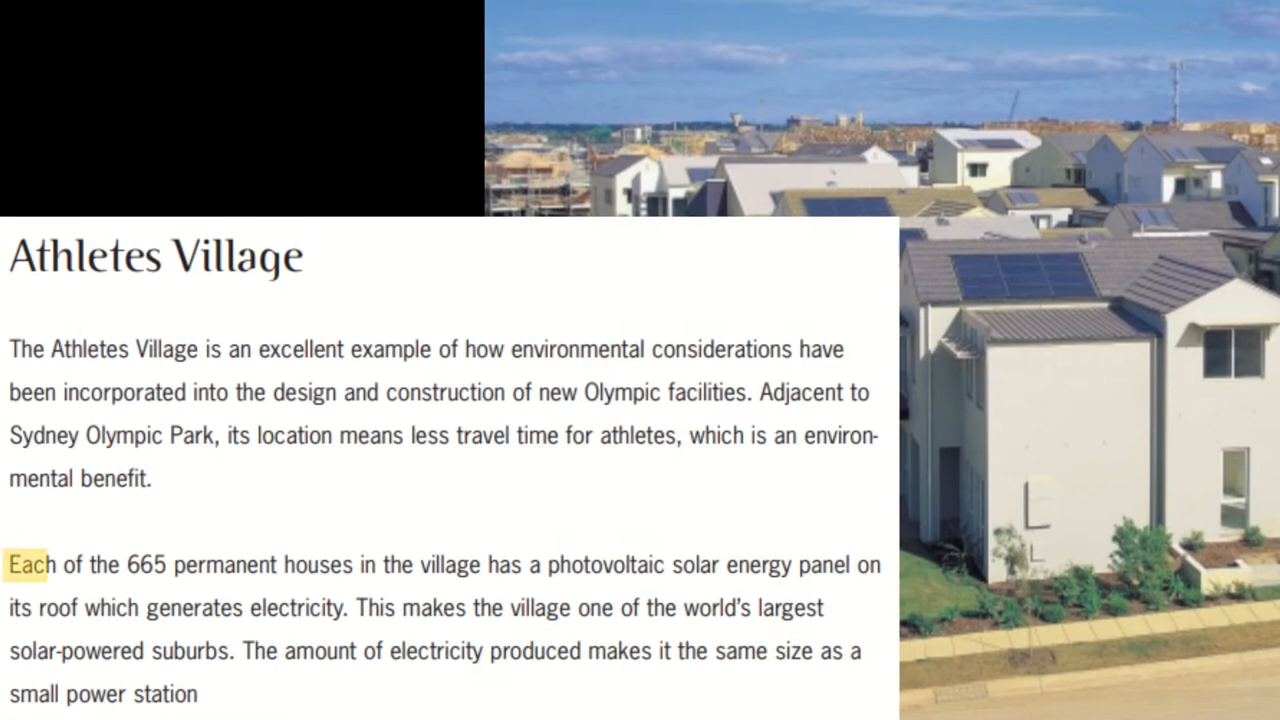 Athletes Village
The Athletes Village is an excellent example of how environmental considerations have
been incorporated into the design and construction of new Olympic facilities. Adjacent to
Sydney Olympic Park, its location means less travel time for athletes, which is an environ-
mental benefit.
Each of the 665 permanent houses in the village has a photovoltaic solar energy panel on
its roof which generates electricity. This makes the village one of the world's largest
solar-powered suburbs. The amount of electricity produced makes it the same size as a
small power station